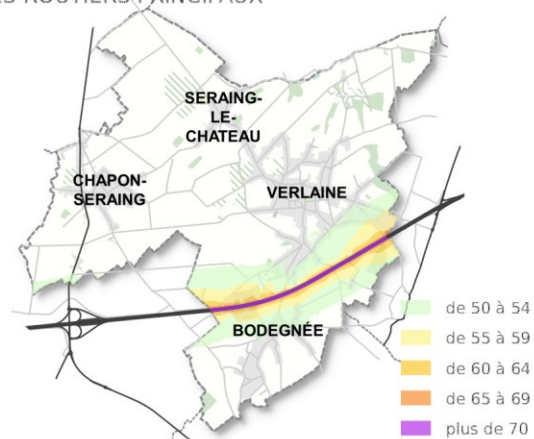 SERAING-
LE-
CHATEAU
CHAPON-
SERAING
VERLAINE
BODEGNÉE
de 50 à 54
de 55 à 59
de 60 à 64
de 65 à 69
plus de 70